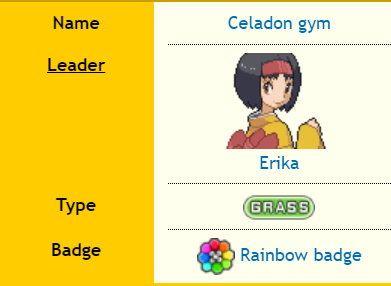 Name Celadon gym
Leader
Erika
Type GRASS
Badge Rainbow badge